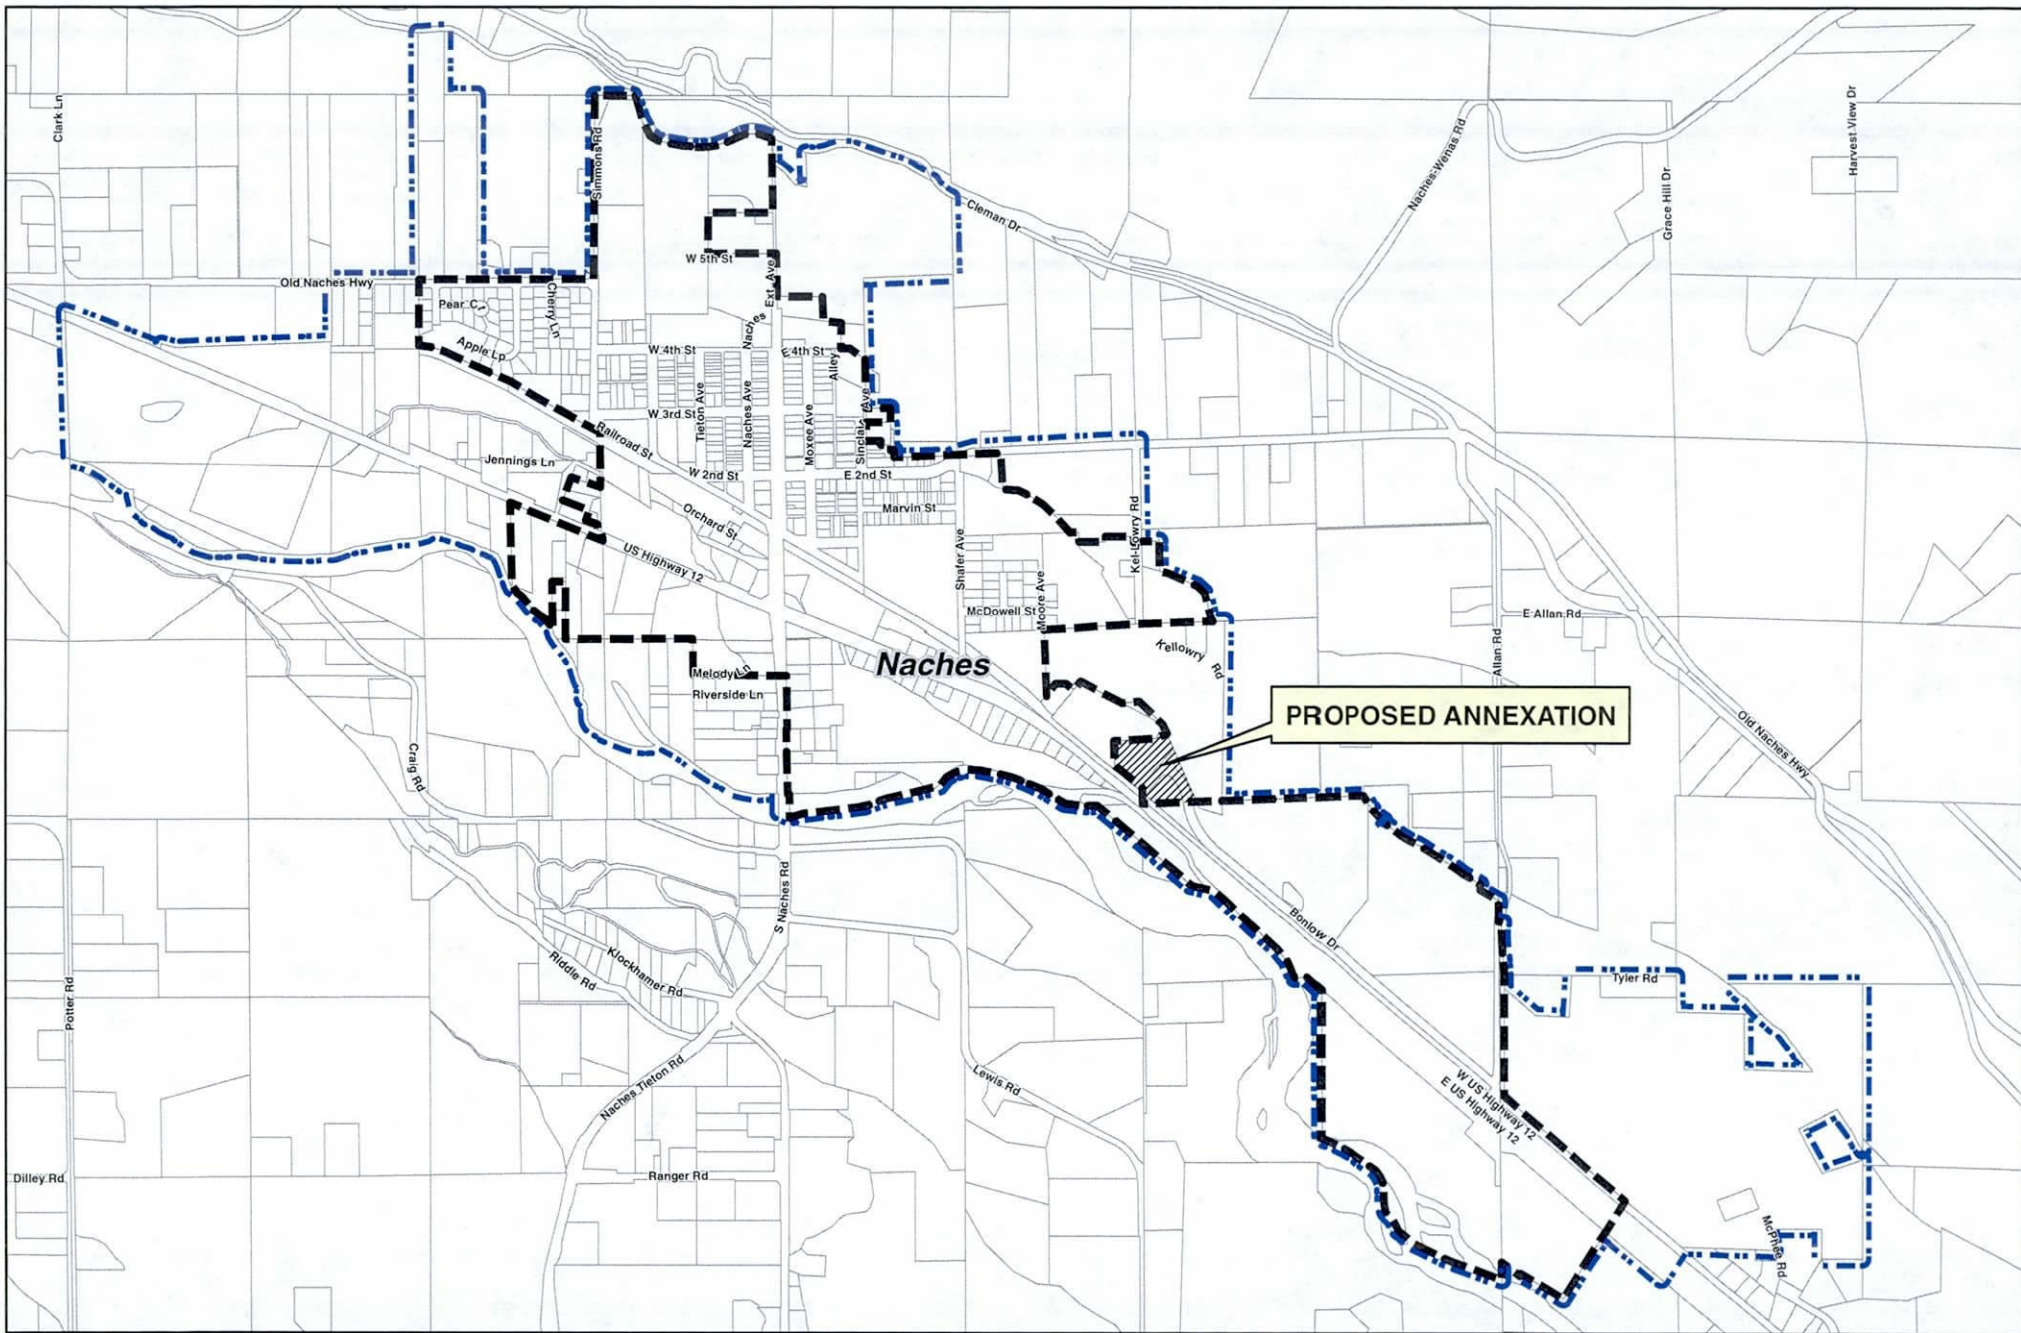 Clark Ln
Simmons Rd
Cleman Dr
Naches-Wenas Rd
Grace Hill Dr
Harvest View Dr
W 5th St
Old Naches Hwy
Pear Ct
Cherry Ln
Naches
Ext Ave
Apple Lp
W 4th St
E 4th St
Alley
Tieton Ave
Naches Ave
Moxee Ave
Sinclair Ave
W 3rd St
Railroad St
Jennings Ln
W 2nd St
E 2nd St
Orchard St
Marvin St
Kel-Lowry Rd
US Highway 12
Shafer Ave
Moore Ave
McDowell St
E Allan Rd
Allan Rd
Kellowry Rd
Naches
Melody Ln
Riverside Ln
PROPOSED ANNEXATION
Old Naches Hwy
Craig Rd
S Naches Rd
Bonlow Dr
Klockhamer Rd
Riddle Rd
Tyler Rd
Potter Rd
Naches Tieton Rd
Lewis Rd
W US Highway 12
E US Highway 12
Dilley Rd
Ranger Rd
McPhee Rd